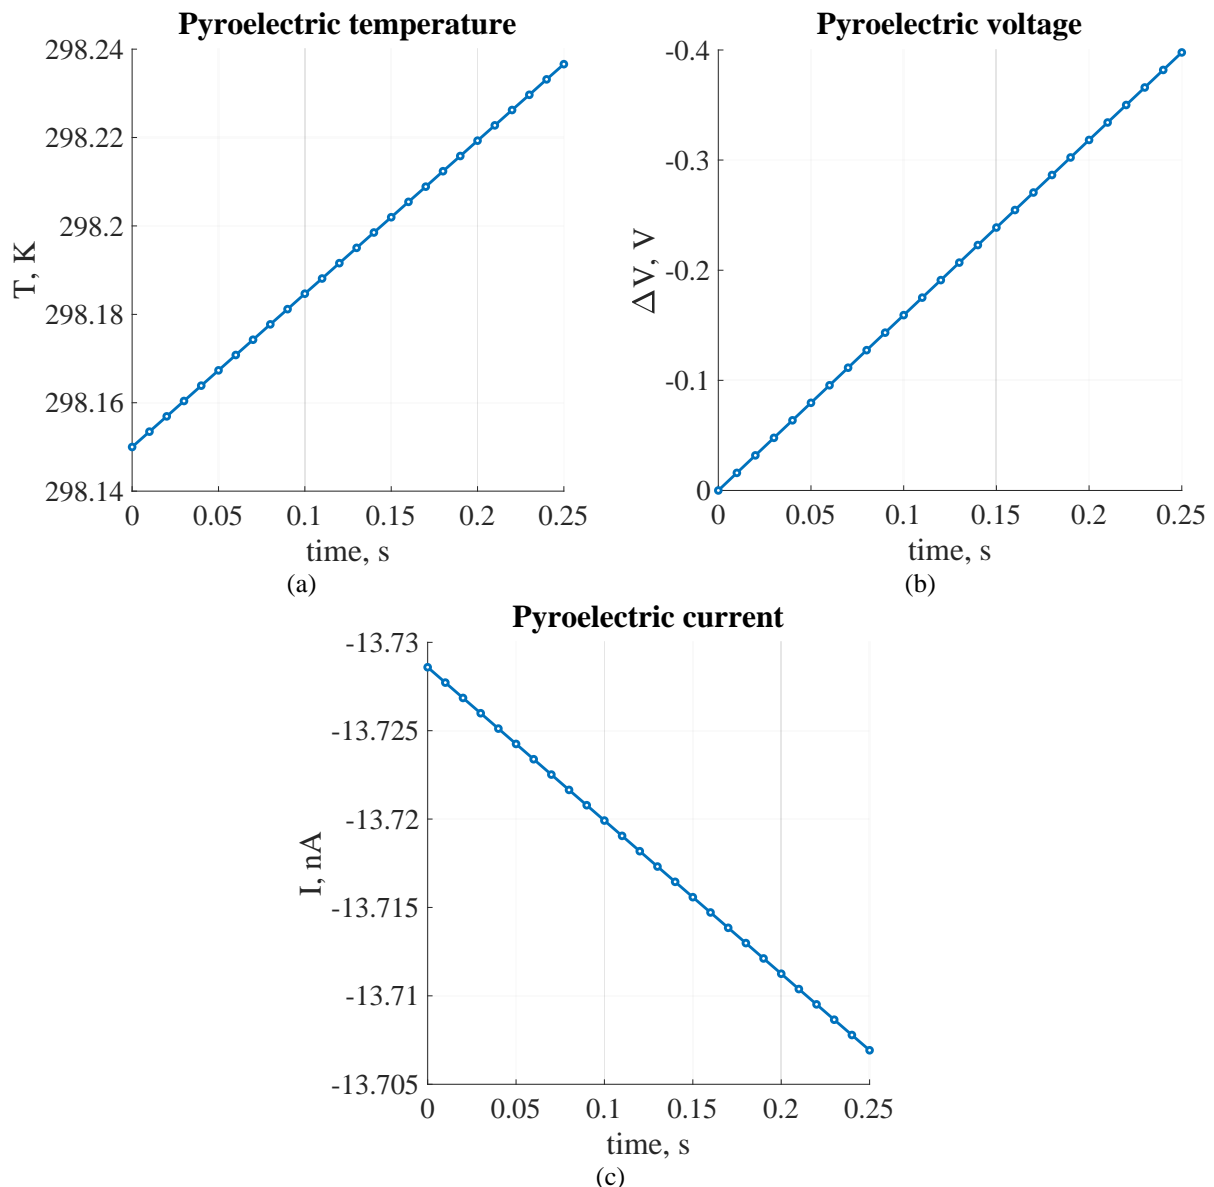 Pyroelectric temperature
298.24
298.22
298.2
298.18
298.16
298.14
T, K
0 0.05 0.1 0.15 0.2 0.25
time, s
(a)
Pyroelectric voltage
-0.4
-0.3
-0.2
-0.1
0
ΔV, V
0 0.05 0.1 0.15 0.2 0.25
time, s
(b)
Pyroelectric current
-13.73
-13.725
-13.72
-13.715
-13.71
-13.705
I, nA
0 0.05 0.1 0.15 0.2 0.25
time, s
(c)